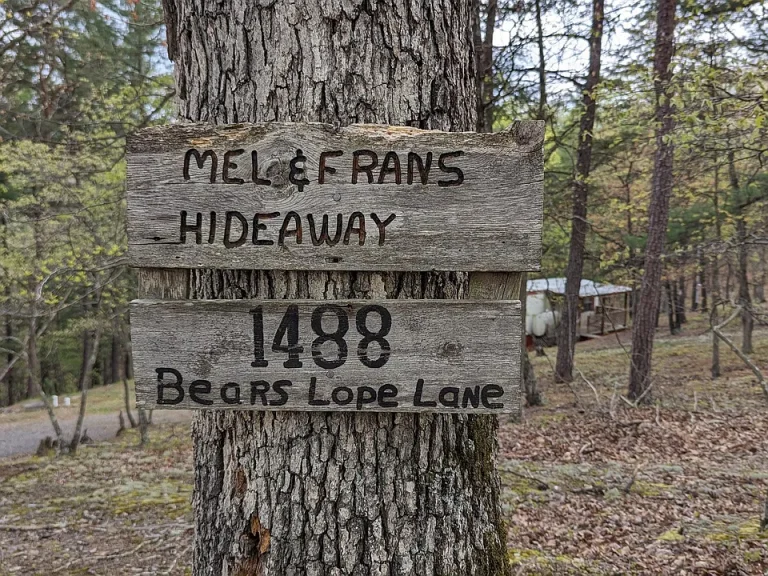 MEL & FRANS
HIDEAWAY
1488
BeARS LoPe LANe